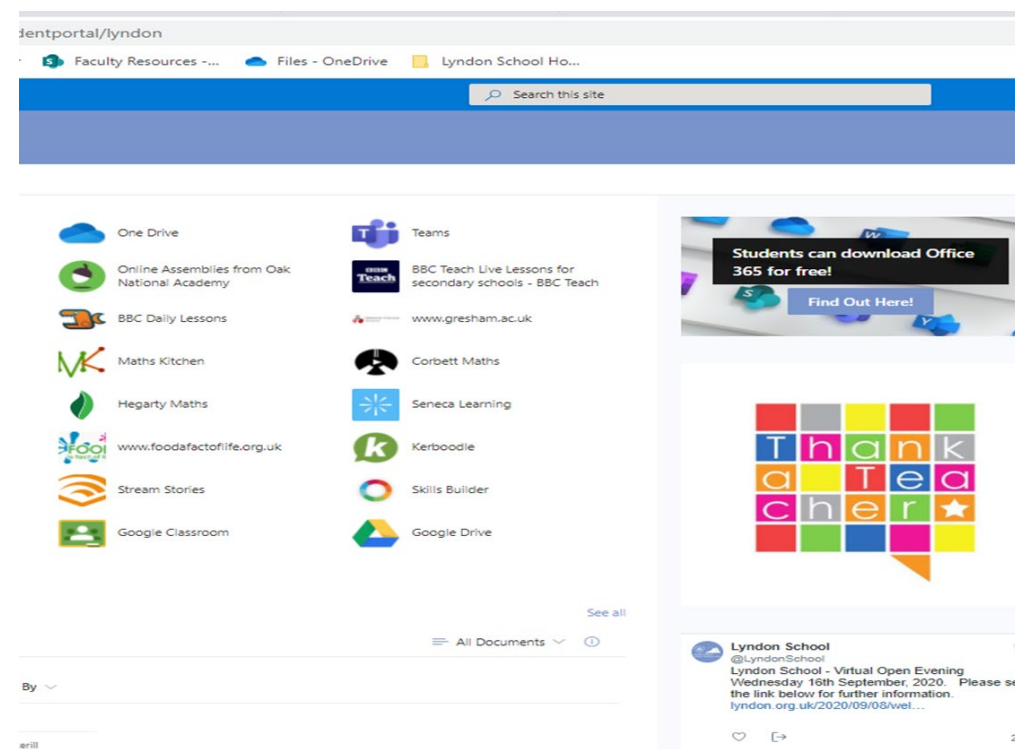 dentportal/lyndon
Faculty Resources -...
Files - OneDrive
Lyndon School Ho...
Search this site
One Drive
Teams
Online Assemblies from Oak
National Academy
Teach
BBC Teach Live Lessons for
secondary schools - BBC Teach
BBC Daily Lessons
www.gresham.ac.uk
Maths Kitchen
Corbett Maths
Hegarty Maths
Seneca Learning
www.foodafactoflife.org.uk
k
Kerboodle
Stream Stories
Skills Builder
Google Classroom
Google Drive
See all
All Documents
By
erill
Students can download Office
365 for free!
Find Out Here!
Thank
a Tea
cher
Lyndon School
@LyndonSchool
Lyndon School - Virtual Open Evening
Wednesday 16th September, 2020. Please se
the link below for further information.
lyndon.org.uk/2020/09/08/wel...